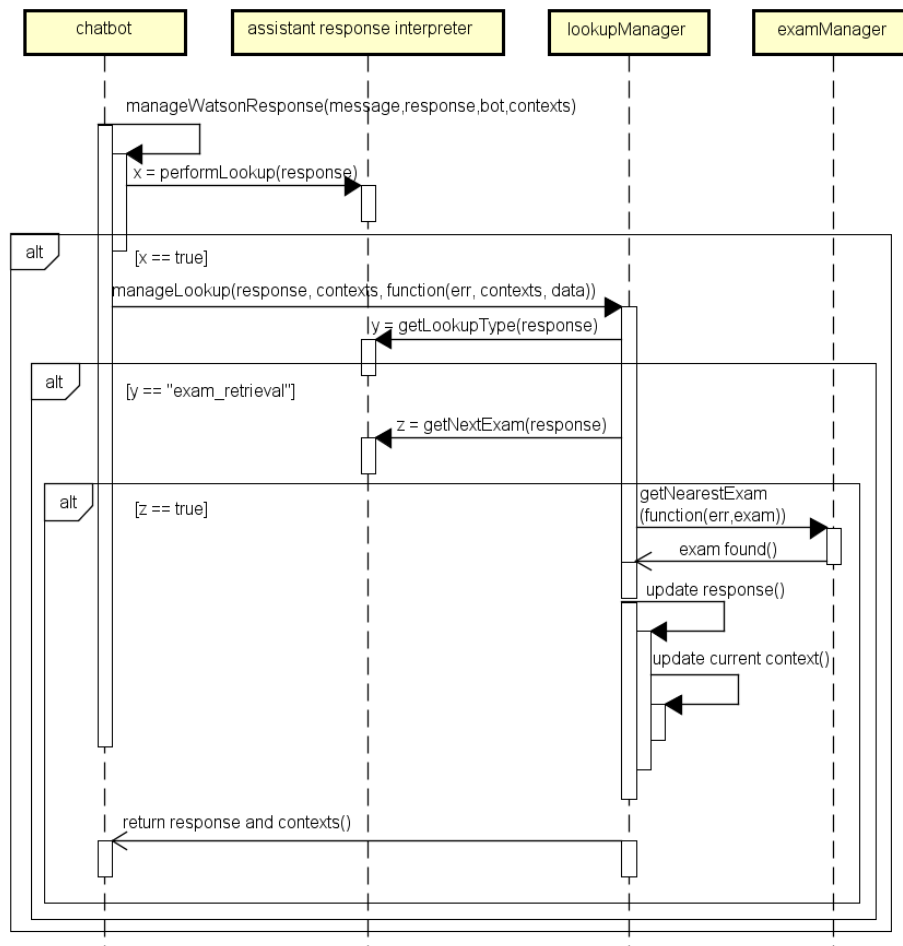 chatbot
assistant response interpreter
lookupManager
examManager
manageWatsonResponse(message,response,bot,contexts)
x = performLookup(response)
alt
[x == true]
manageLookup(response, contexts, function(err, contexts, data))
y = getLookupType(response)
alt
[y == "exam_retrieval"]
z = getNextExam(response)
alt
[z == true]
getNearestExam
(function(err,exam))
exam found()
update response()
update current context()
return response and contexts()